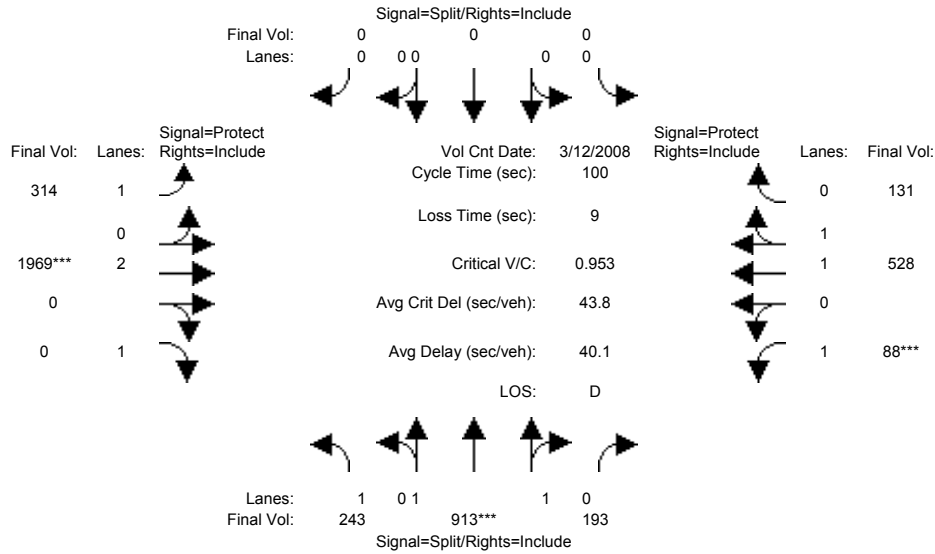 Signal=Split/Rights=Include
Final Vol: 0 0 0
Lanes: 0 0 0 0 0
Signal=Protect Signal=Protect
Final Vol: Lanes: Rights=Include Vol Cnt Date: 3/12/2008 Rights=Include Lanes: Final Vol:
Cycle Time (sec): 100
314 1 0 131
Loss Time (sec): 9
0 1
1969*** 2 Critical V/C: 0.953 1 528
0 Avg Crit Del (sec/veh): 43.8 0
0 1 Avg Delay (sec/veh): 40.1 1 88***
LOS: D
Lanes: 1 0 1 1 0
Final Vol: 243 913*** 193
Signal=Split/Rights=Include